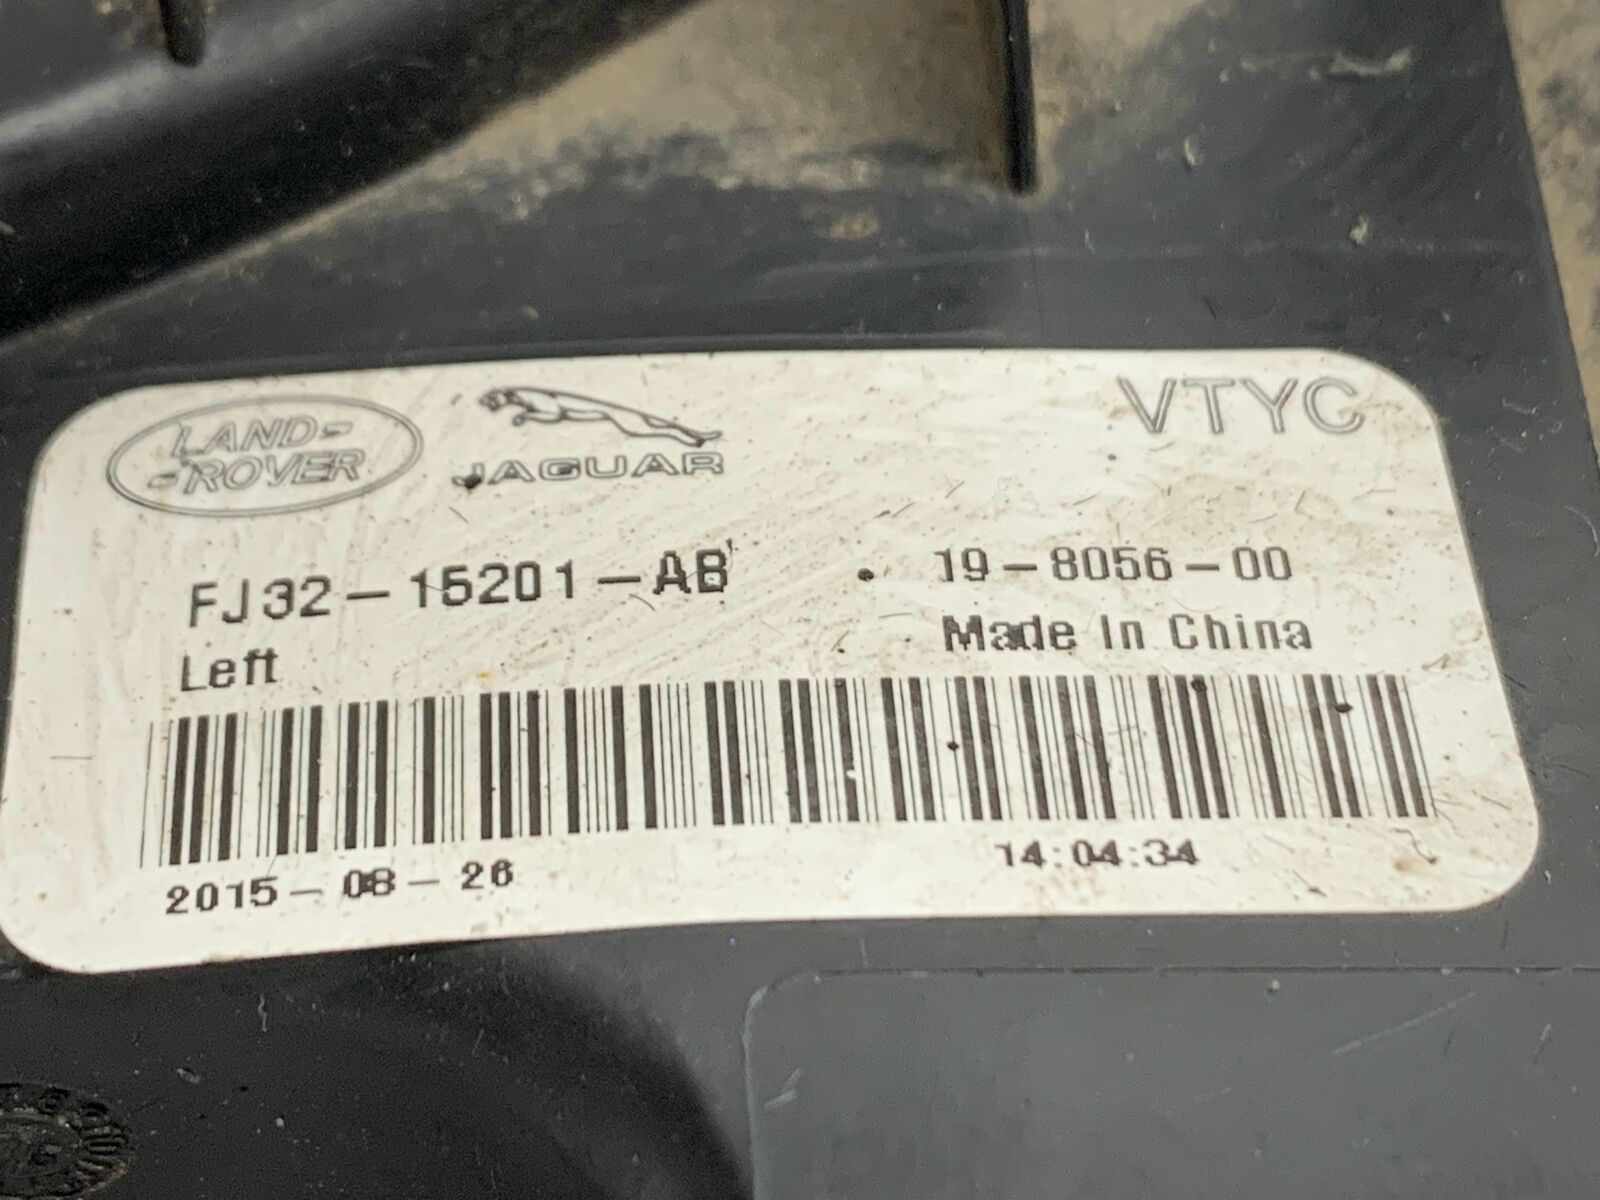 LAND-
-ROVER
JAGUAR
VTYC
FJ32-15201-AB
19-8056-00
Left
Made In China
2015-08-26
14:04:34